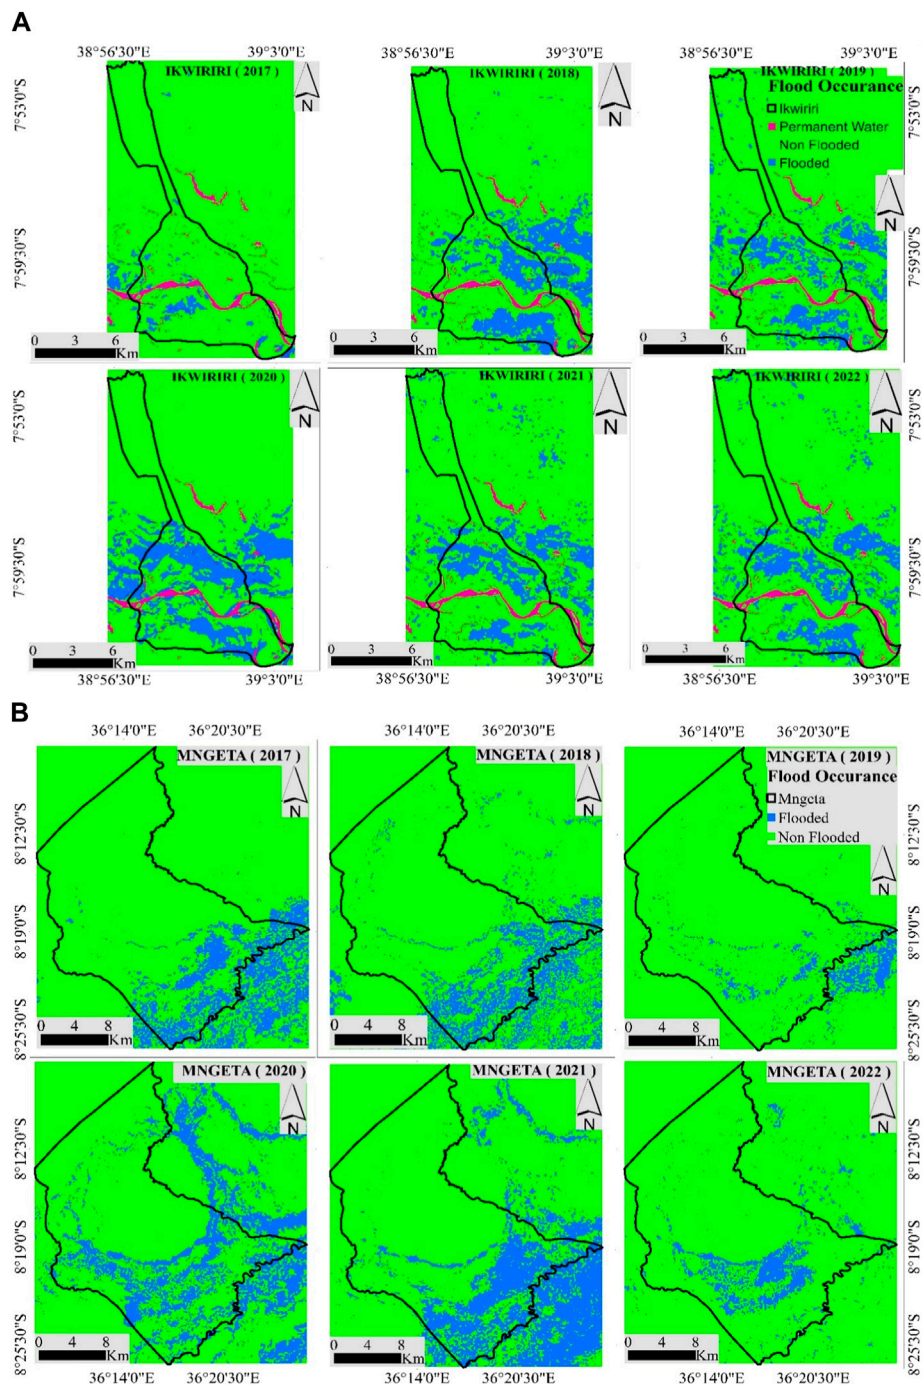 A
38°56'30"E 39°3'0"E 38°56'30"E 39°3'0"E 38°56'30"E 39°3'0"E
IKWIRIRI ( 2017) IKWIRIRI ( 2018) IKWIRIRI ( 2019 )
Flood Occurance
Ikwiriri
Permanent Water
Non Flooded
Flooded
7°53'0"S 7°53'0"S
N N N
7°59'30"S 7°59'30"S
0 3 6 0 3 6 0 3 6
Km Km Km
IKWIRIRI ( 2020 ) IKWIRIRI ( 2021 ) IKWIRIRI ( 2022 )
N N N
7°53'0"S 7°53'0"S
7°59'30"S 7°59'30"S
0 3 6 0 3 6 0 3 6
Km Km Km
38°56'30"E 39°3'0"E 38°56'30"E 39°3'0"E 38°56'30"E 39°3'0"E
B
36°14'0"E 36°20'30"E 36°14'0"E 36°20'30"E 36°14'0"E 36°20'30"E
MNGETA ( 2017 ) MNGETA ( 2018 ) MNGETA ( 2019 )
Flood Occurance
Mngeta
Flooded
Non Flooded
N N N
8°12'30"S 8°12'30"S
8°19'0"S 8°19'0"S
8°25'30"S 8°25'30"S
0 4 8 0 4 8 0 4 8
Km Km Km
MNGETA ( 2020 ) MNGETA ( 2021 ) MNGETA ( 2022 )
N N N
8°12'30"S 8°12'30"S
8°19'0"S 8°19'0"S
8°25'30"S 8°25'30"S
0 4 8 0 4 8 0 4 8
Km Km Km
36°14'0"E 36°20'30"E 36°14'0"E 36°20'30"E 36°14'0"E 36°20'30"E